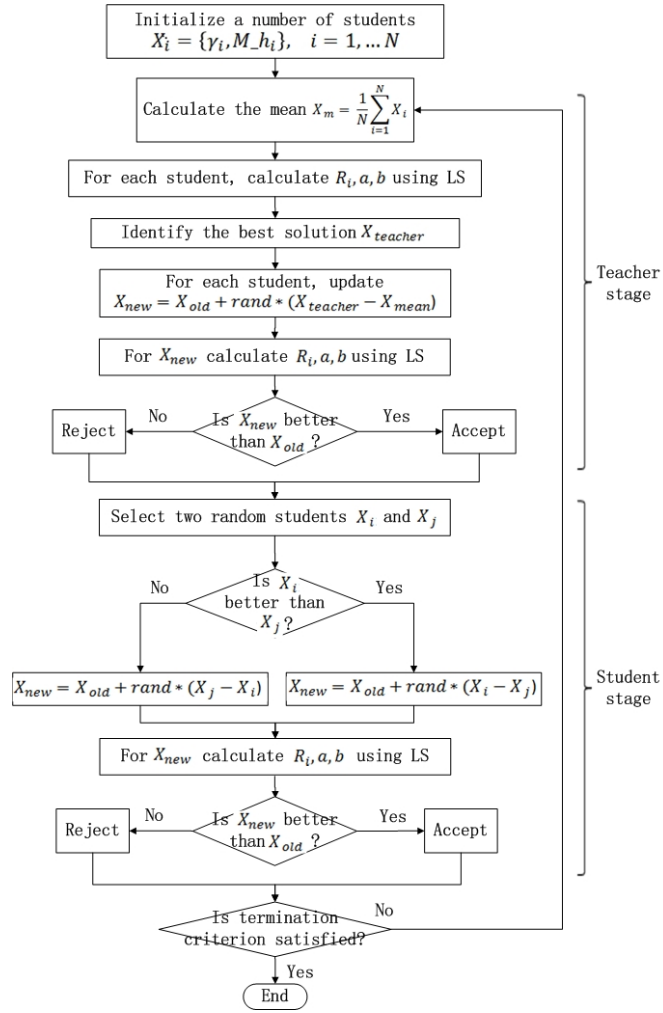 Initialize a number of students
X_i = {γ_i, M_h_i}, i = 1, … N
Calculate the mean X_m = \frac{1}{N} \sum_{i=1}^{N} X_i
For each student, calculate R_i, a, b using LS
Identify the best solution X_teacher
For each student, update
X_new = X_old + rand * (X_teacher − X_mean)
For X_new calculate R_i, a, b using LS
Is X_new better
than X_old ?
No
Yes
Reject
Accept
Teacher
stage
Select two random students X_i and X_j
Is X_i
better than
X_j?
No
Yes
X_new = X_old + rand * (X_j − X_i)
X_new = X_old + rand * (X_i − X_j)
For X_new calculate R_i, a, b using LS
Is X_new better
than X_old ?
No
Yes
Reject
Accept
Student
stage
Is termination
criterion satisfied?
No
Yes
End